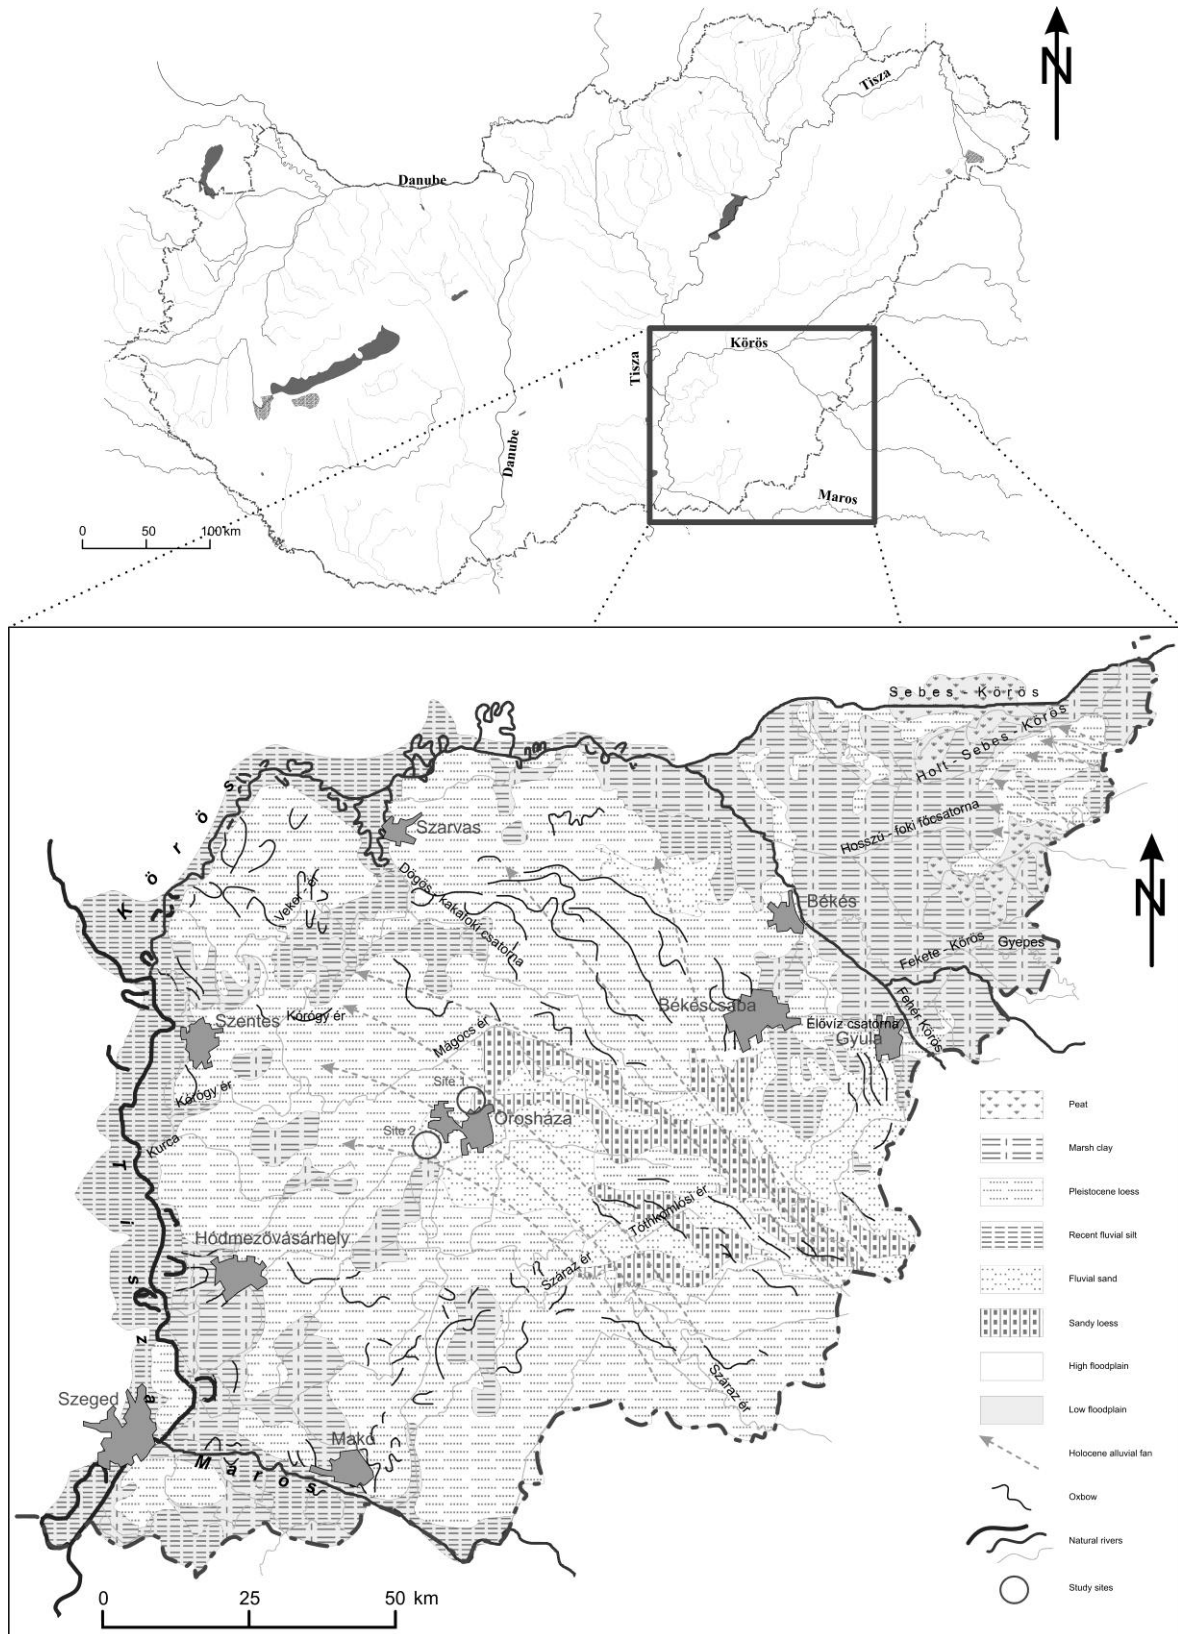 N
Tisza
Danube
Körös
Tisza
Danube
Maros
0 50 100 km
Sebes - Körös
Holt - Sebes - Körös
Hosszú - foki főcsatorna
Körös
Szarvas
Veker - ér
Dögös - kákafoki csatorna
Békés
N
Fekete - Körös
Gyepes
Fehér - Körös
Békéscsaba
Élővíz csatorna
Gyula
Szentes
Kórógy ér
Mágocs ér
Site 1
Orosháza
Site 2
Kórógy ér
Kurca
Tisza
Tótkomlósi ér
Hódmezővásárhely
Száraz ér
Száraz ér
Szeged
Makó
Maros
Peat
Marsh clay
Pleistocene loess
Recent fluvial silt
Fluvial sand
Sandy loess
High floodplain
Low floodplain
Holocene alluvial fan
Oxbow
Natural rivers
Study sites
0 25 50 km